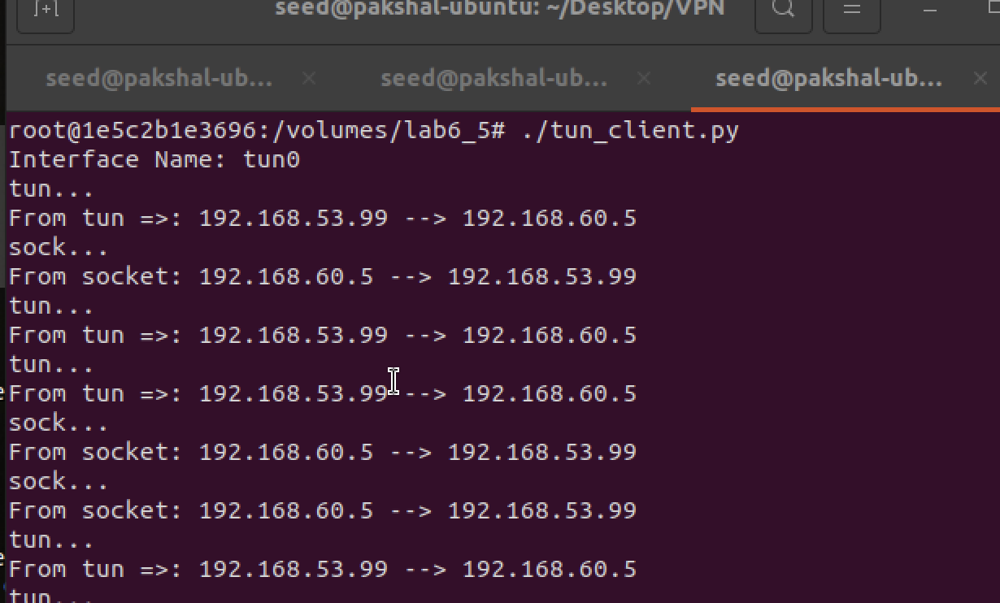 seed@pakshal-ubuntu: ~/Desktop/VPN
seed@pakshal-ub... × seed@pakshal-ub... × seed@pakshal-ub... ×
root@1e5c2b1e3696:/volumes/lab6_5# ./tun_client.py
Interface Name: tun0
tun...
From tun =>: 192.168.53.99 --> 192.168.60.5
sock...
From socket: 192.168.60.5 --> 192.168.53.99
tun...
From tun =>: 192.168.53.99 --> 192.168.60.5
tun...
From tun =>: 192.168.53.99 --> 192.168.60.5
sock...
From socket: 192.168.60.5 --> 192.168.53.99
sock...
From socket: 192.168.60.5 --> 192.168.53.99
tun...
From tun =>: 192.168.53.99 --> 192.168.60.5
tun...